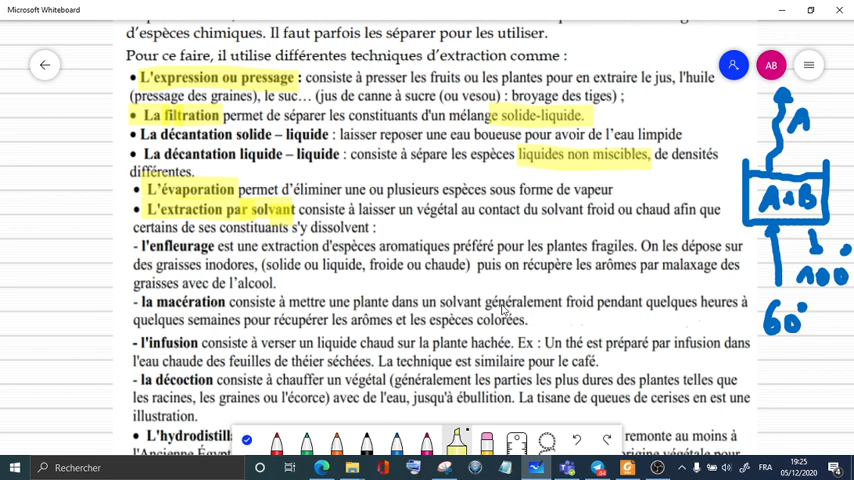 Microsoft Whiteboard
d'espèces chimiques. Il faut parfois les séparer pour les utiliser.
Pour ce faire, il utilise différentes techniques d'extraction comme :
AB
• L'expression ou pressage : consiste à presser les fruits ou les plantes pour en extraire le jus, l'huile
(pressage des graines), le suc… (jus de canne à sucre (ou vesou) : broyage des tiges) ;
• La filtration permet de séparer les constituants d'un mélange solide-liquide.
• La décantation solide – liquide : laisser reposer une eau boueuse pour avoir de l'eau limpide
• La décantation liquide – liquide : consiste à sépare les espèces liquides non miscibles, de densités
différentes.
• L'évaporation permet d'éliminer une ou plusieurs espèces sous forme de vapeur
• L'extraction par solvant consiste à laisser un végétal au contact du solvant froid ou chaud afin que
certains de ses constituants s'y dissolvent :
- l'enfleurage est une extraction d'espèces aromatiques préféré pour les plantes fragiles. On les dépose sur
des graisses inodores, (solide ou liquide, froide ou chaude) puis on récupère les arômes par malaxage des
graisses avec de l'alcool.
- la macération consiste à mettre une plante dans un solvant généralement froid pendant quelques heures à
quelques semaines pour récupérer les arômes et les espèces colorées.
- l'infusion consiste à verser un liquide chaud sur la plante hachée. Ex : Un thé est préparé par infusion dans
l'eau chaude des feuilles de théier séchées. La technique est similaire pour le café.
- la décoction consiste à chauffer un végétal (généralement les parties les plus dures des plantes telles que
les racines, les graines ou l'écorce) avec de l'eau, jusqu'à ébullition. La tisane de queues de cerises en est une
illustration.
• L'hydrodistill remonte au moins à
A
A+B
100°
60°
Rechercher
FRA
19:25
05/12/2020
4